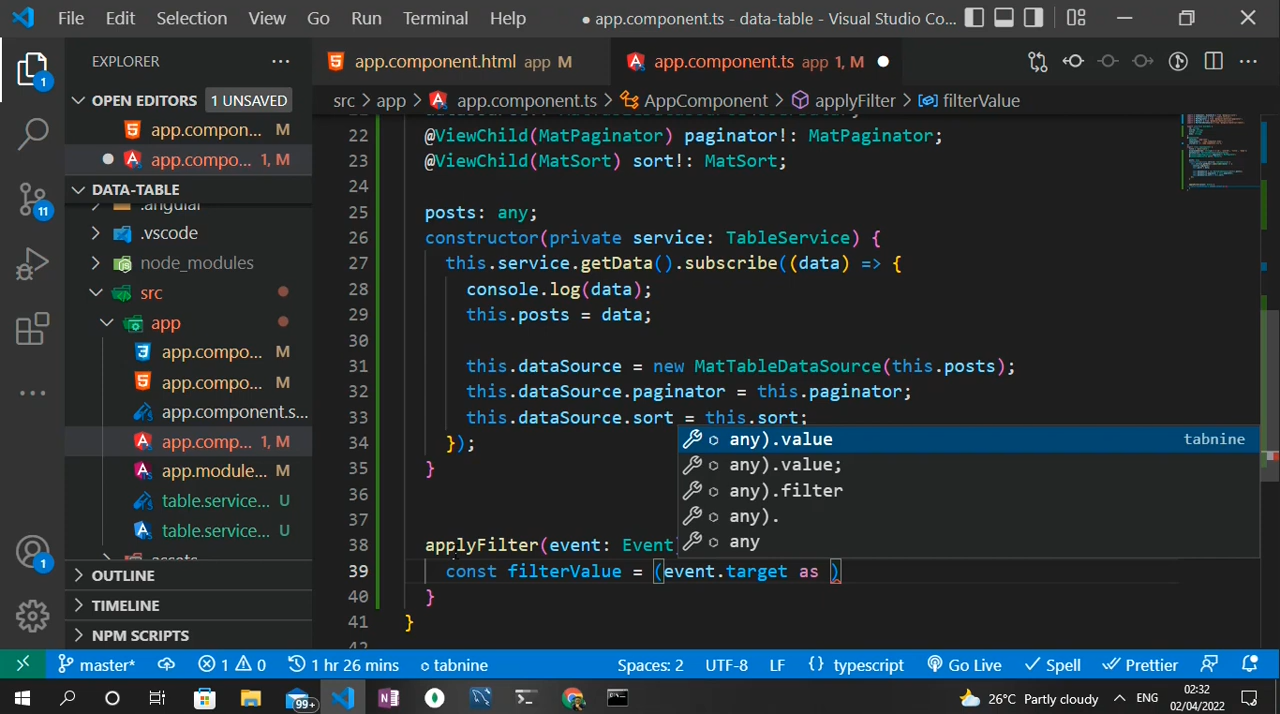 File Edit Selection View Go Run Terminal Help ● app.component.ts - data-table - Visual Studio Co...
EXPLORER ...
app.component.html app M
app.component.ts app 1, M ●
OPEN EDITORS 1 UNSAVED
src > app > app.component.ts > AppComponent > applyFilter > filterValue
app.compon... M
● app.compo... 1, M
DATA-TABLE
.angular
.vscode
node_modules
src
app
app.compo... M
app.compo... M
app.component.s...
app.comp... 1, M
app.module... M
table.service... U
table.service... U
assets
OUTLINE
TIMELINE
NPM SCRIPTS
1
11
1
22 @ViewChild(MatPaginator) paginator!: MatPaginator;
23 @ViewChild(MatSort) sort!: MatSort;
24
25 posts: any;
26 constructor(private service: TableService) {
27 this.service.getData().subscribe((data) => {
28 console.log(data);
29 this.posts = data;
30
31 this.dataSource = new MatTableDataSource(this.posts);
32 this.dataSource.paginator = this.paginator;
33 this.dataSource.sort = this.sort;
34 });
35 }
36
37
38 applyFilter(event: Event)
39 const filterValue = (event.target as )
40 }
41 }
42
any).value tabnine
any).value;
any).filter
any).
any
master* 1 0 1 hr 26 mins tabnine Spaces: 2 UTF-8 LF {} typescript Go Live Spell Prettier
99+ 26°C Partly cloudy ENG 02:32
02/04/2022